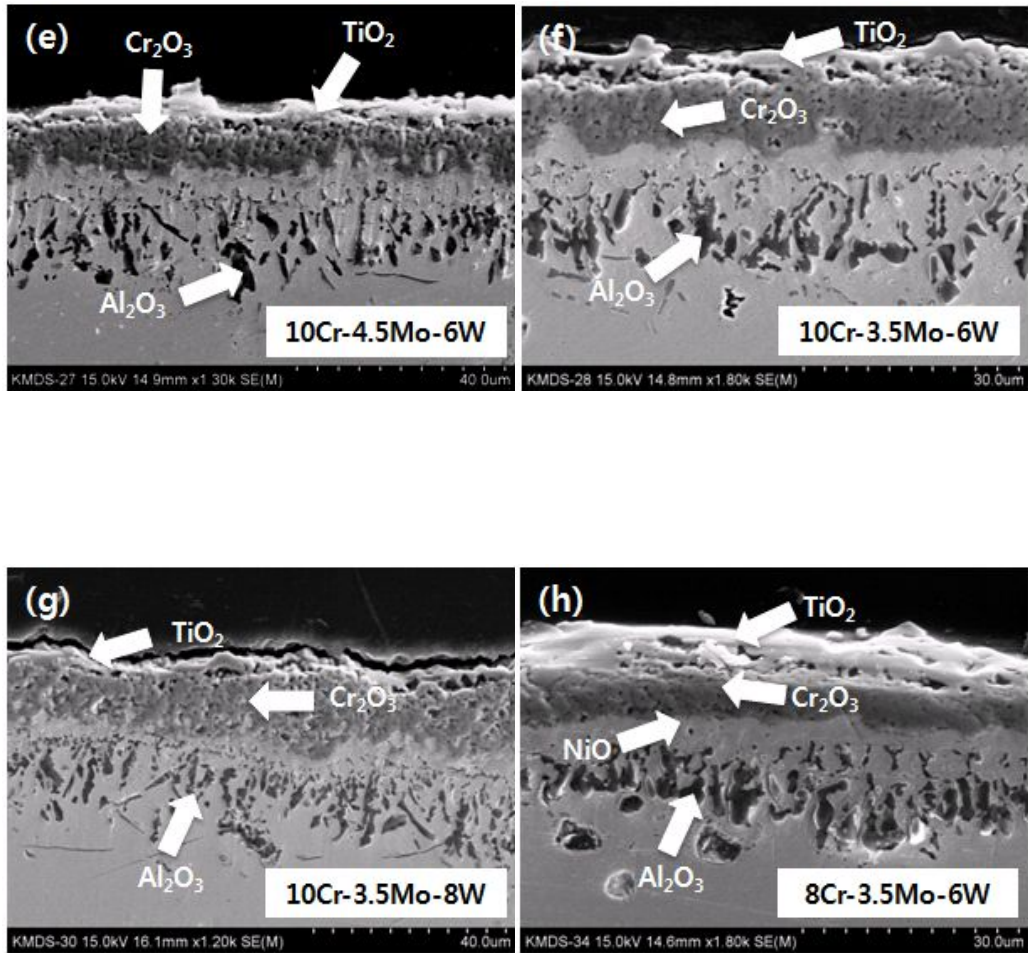 (e)
Cr₂O₃
TiO₂
Al₂O₃
10Cr-4.5Mo-6W
KMDS-27 15.0kV 14.9mm x1.30k SE(M)
40.0um
(f)
TiO₂
Cr₂O₃
Al₂O₃
10Cr-3.5Mo-6W
KMDS-28 15.0kV 14.8mm x1.80k SE(M)
30.0um
(g)
TiO₂
Cr₂O₃
Al₂O₃
10Cr-3.5Mo-8W
KMDS-30 15.0kV 16.1mm x1.20k SE(M)
40.0um
(h)
TiO₂
Cr₂O₃
NiO
Al₂O₃
8Cr-3.5Mo-6W
KMDS-34 15.0kV 14.6mm x1.80k SE(M)
30.0um